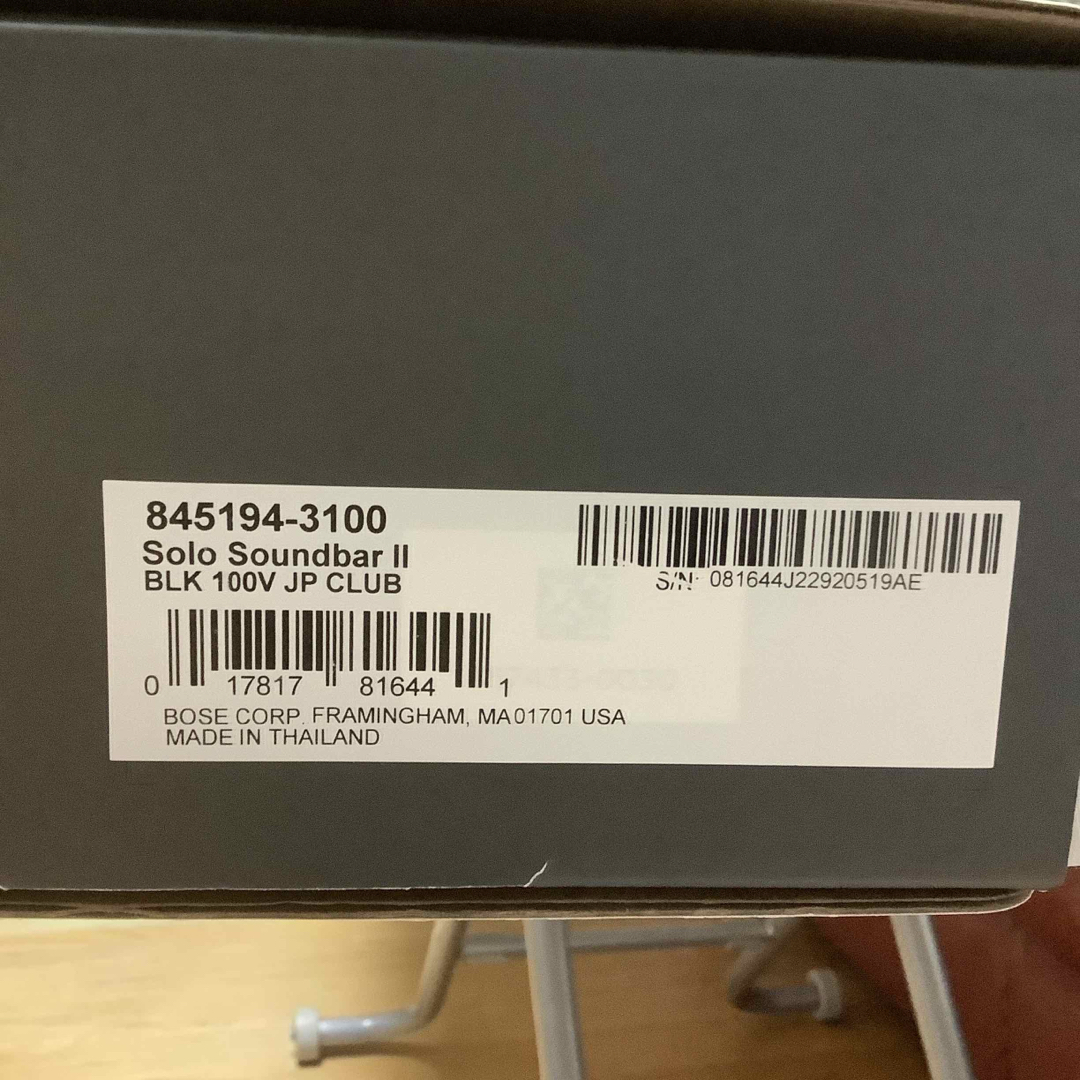 845194-3100
Solo Soundbar II
BLK 100V JP CLUB
0 17817 81644 1
S/N: 081644J22920519AE
BOSE CORP. FRAMINGHAM, MA 01701 USA
MADE IN THAILAND